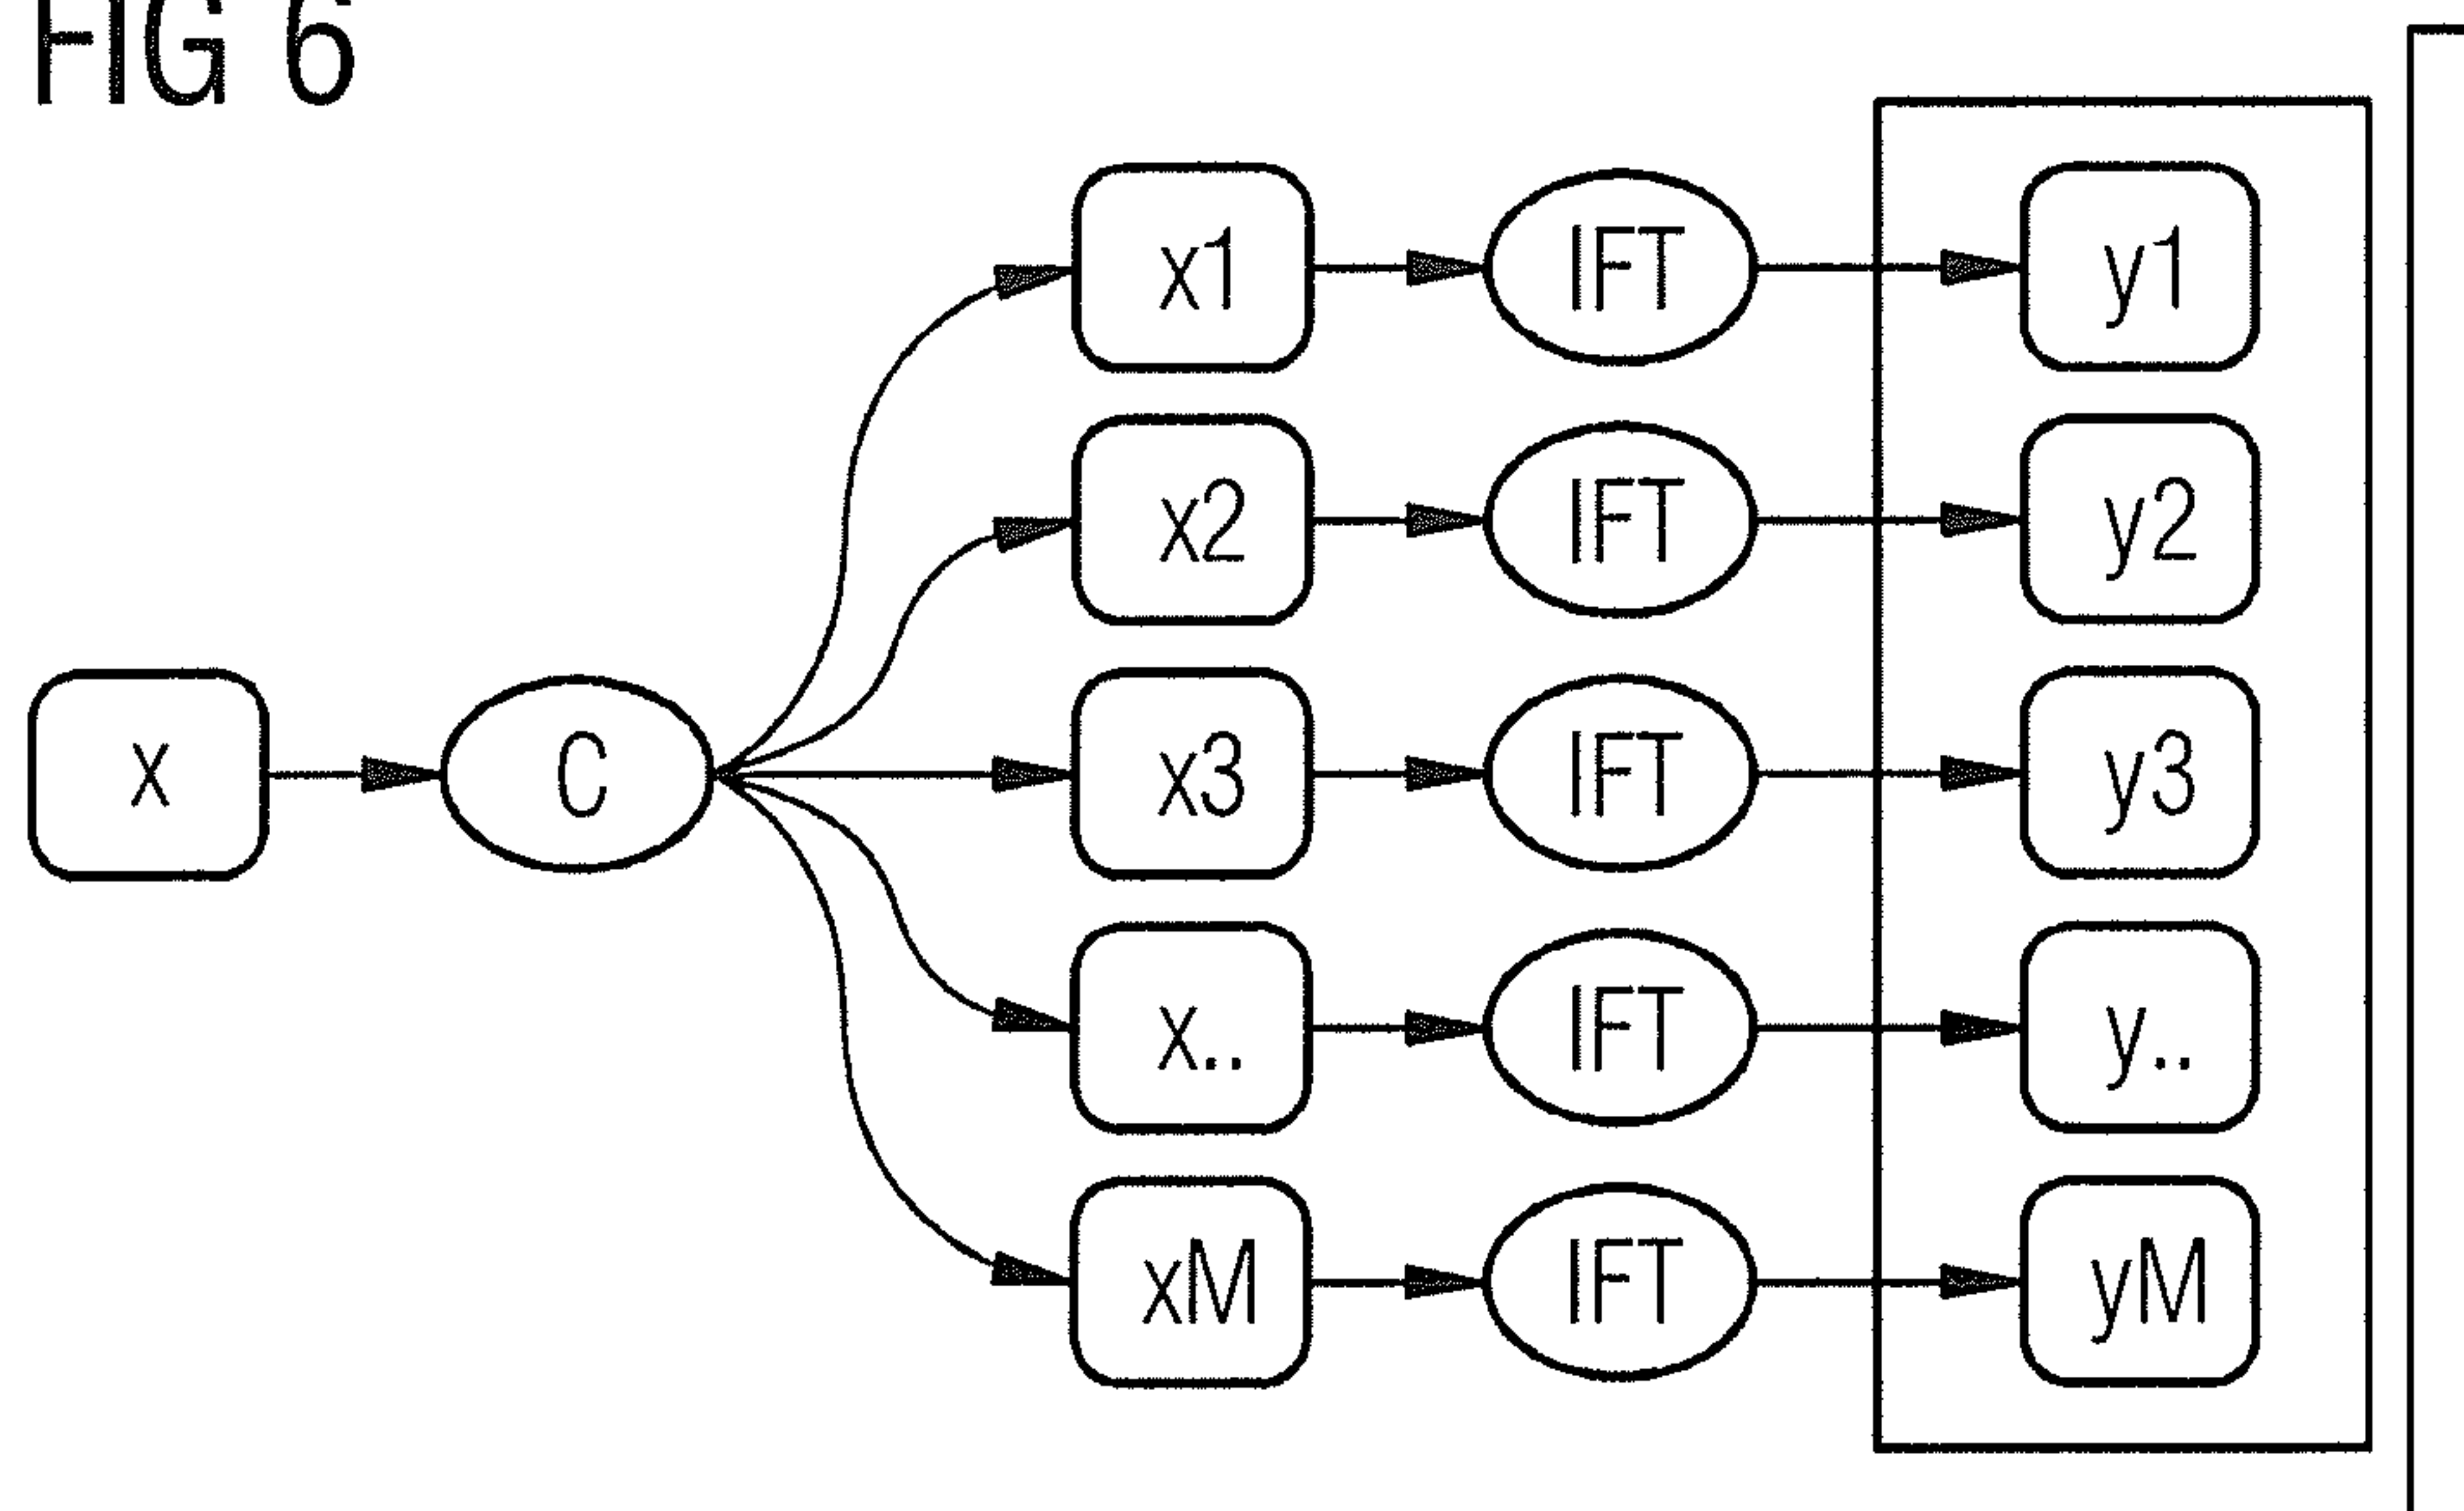 FIG 6
x1 IFT y1
x2 IFT y2
x C x3 IFT y3
x.. IFT y..
xM IFT yM